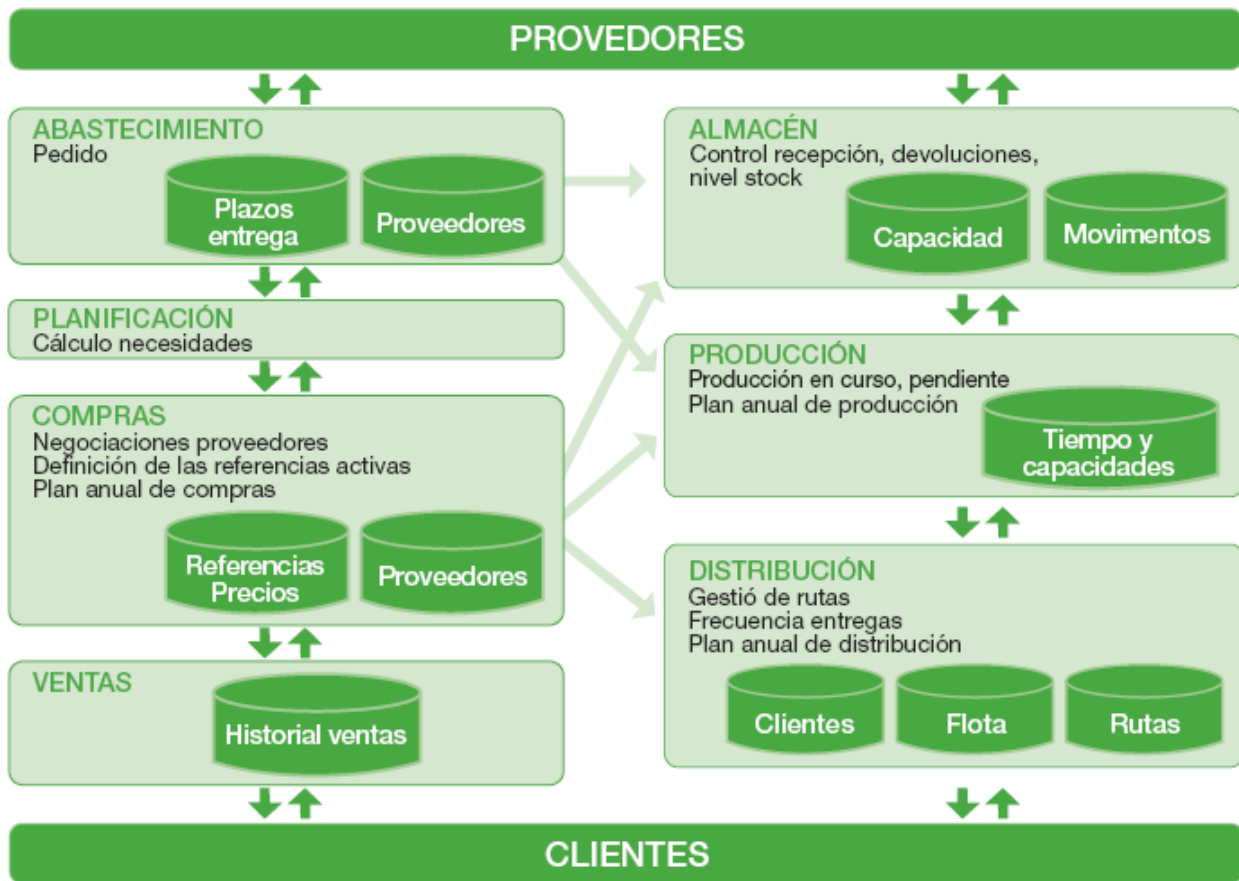 PROVEDORES
ABASTECIMIENTO
Pedido
Plazos
entrega
Proveedores
PLANIFICACIÓN
Cálculo necesidades
COMPRAS
Negociaciones proveedores
Definición de las referencias activas
Plan anual de compras
Referencias
Precios
Proveedores
VENTAS
Historial ventas
ALMACÉN
Control recepción, devoluciones,
nivel stock
Capacidad
Movimentos
PRODUCCIÓN
Producción en curso, pendiente
Plan anual de producción
Tiempo y
capacidades
DISTRIBUCIÓN
Gestió de rutas
Frecuencia entregas
Plan anual de distribución
Clientes
Flota
Rutas
CLIENTES